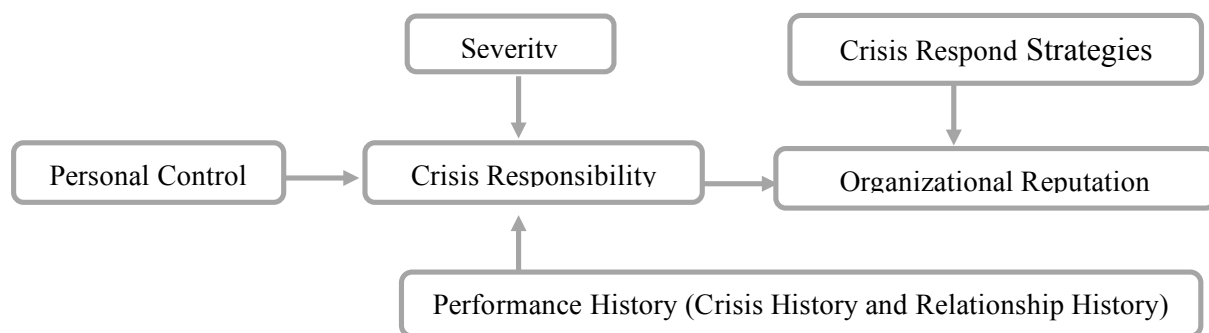 Severity
Crisis Respond Strategies
Personal Control
Crisis Responsibility
Organizational Reputation
Performance History (Crisis History and Relationship History)